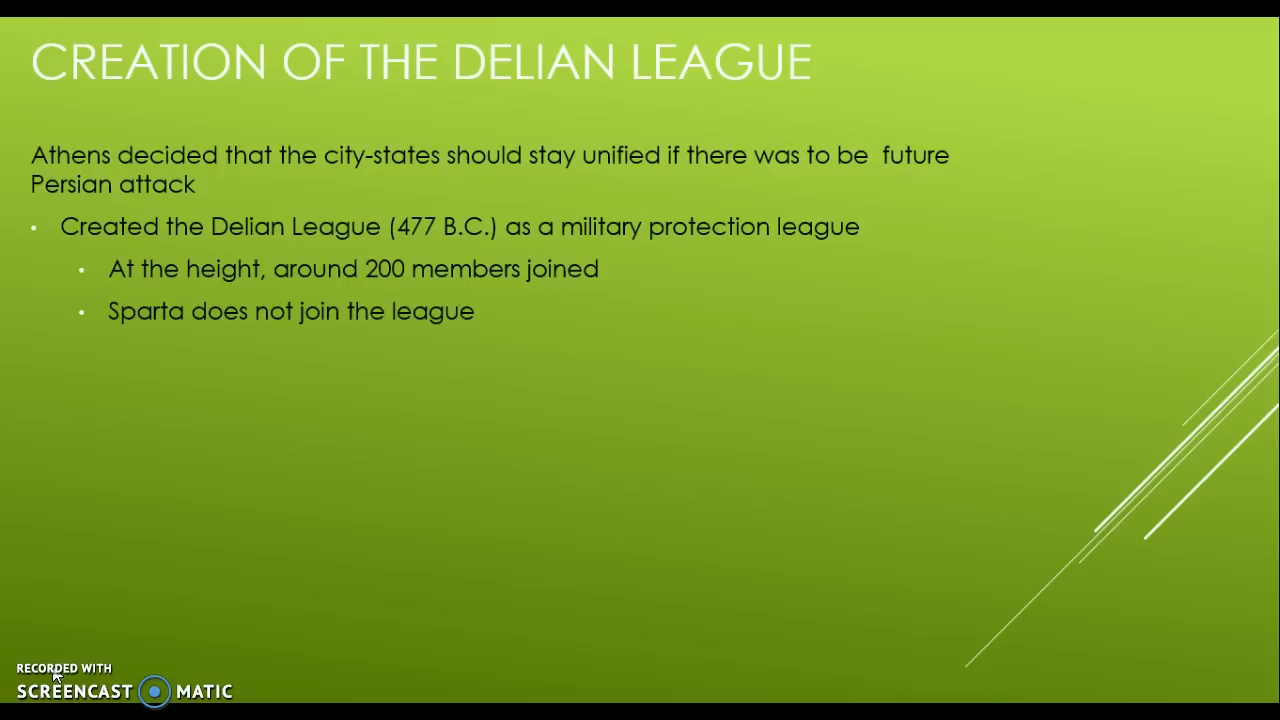 CREATION OF THE DELIAN LEAGUE
Athens decided that the city-states should stay unified if there was to be  future
Persian attack
• Created the Delian League (477 B.C.) as a military protection league
• At the height, around 200 members joined
• Sparta does not join the league
RECORDED WITH
SCREENCAST MATIC